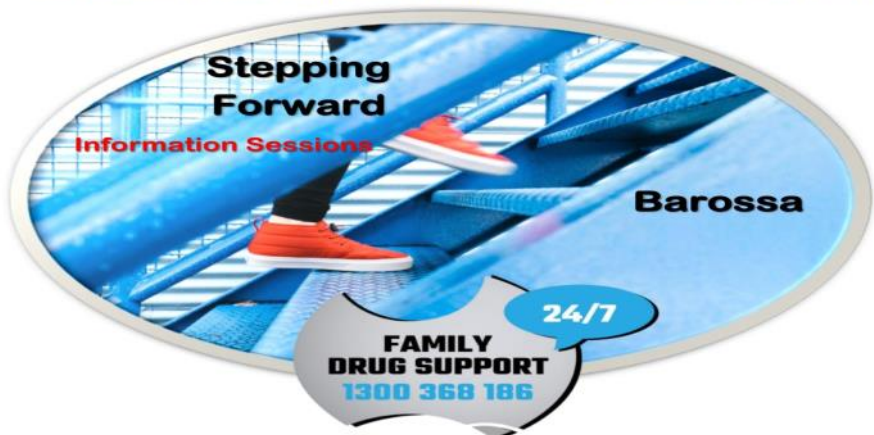 Stepping
Forward
Information Sessions
Barossa
24/7
FAMILY
DRUG SUPPORT
1300 368 186